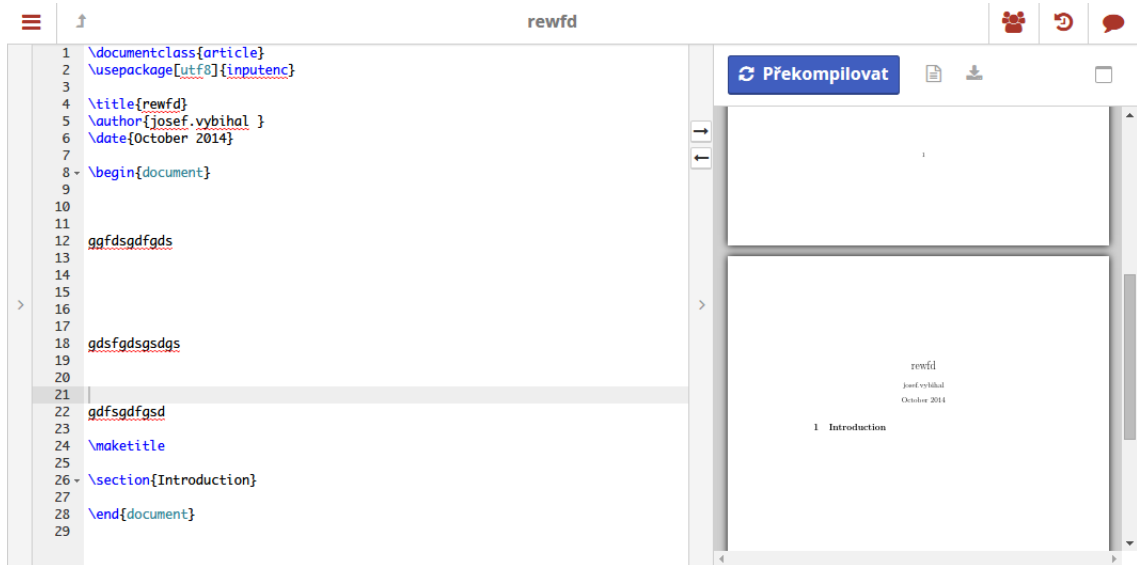 rewfd
1 \documentclass{article}
2 \usepackage[utf8]{inputenc}
3
4 \title{rewfd}
5 \author{josef.vybihal }
6 \date{October 2014}
7
8 \begin{document}
9
10
11
12 ggfdsgdfgds
13
14
15
16
17
18 gdsfgdsgsdgs
19
20
21
22 gdfsgdfgsd
23
24 \maketitle
25
26 \section{Introduction}
27
28 \end{document}
29
Překompilovat
1
rewfd
josef.vybihal
October 2014
1 Introduction